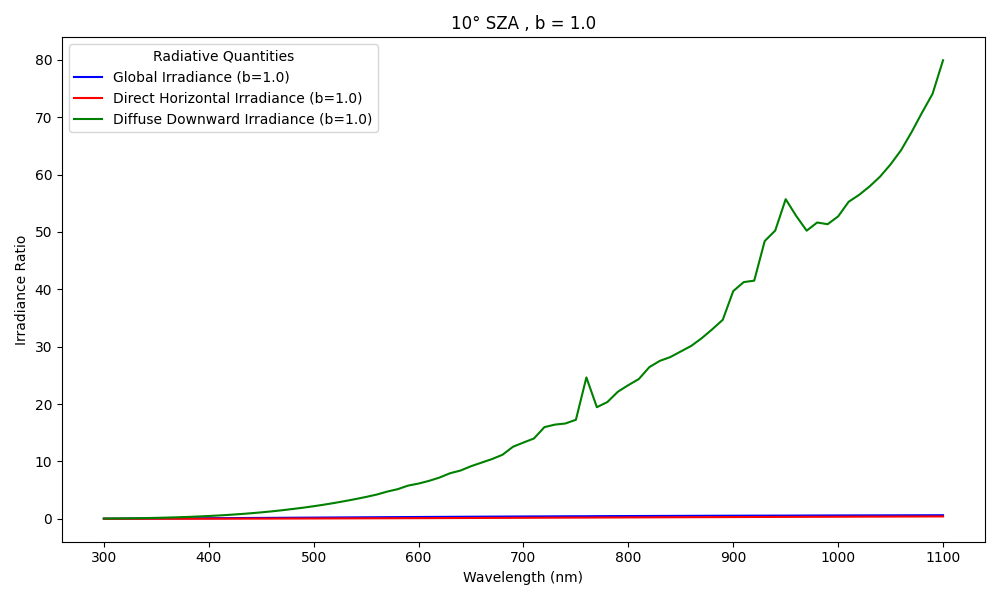 10° SZA , b = 1.0
Radiative Quantities
Global Irradiance (b=1.0)
Direct Horizontal Irradiance (b=1.0)
Diffuse Downward Irradiance (b=1.0)
Irradiance Ratio
80
70
60
50
40
30
20
10
0
300 400 500 600 700 800 900 1000 1100
Wavelength (nm)